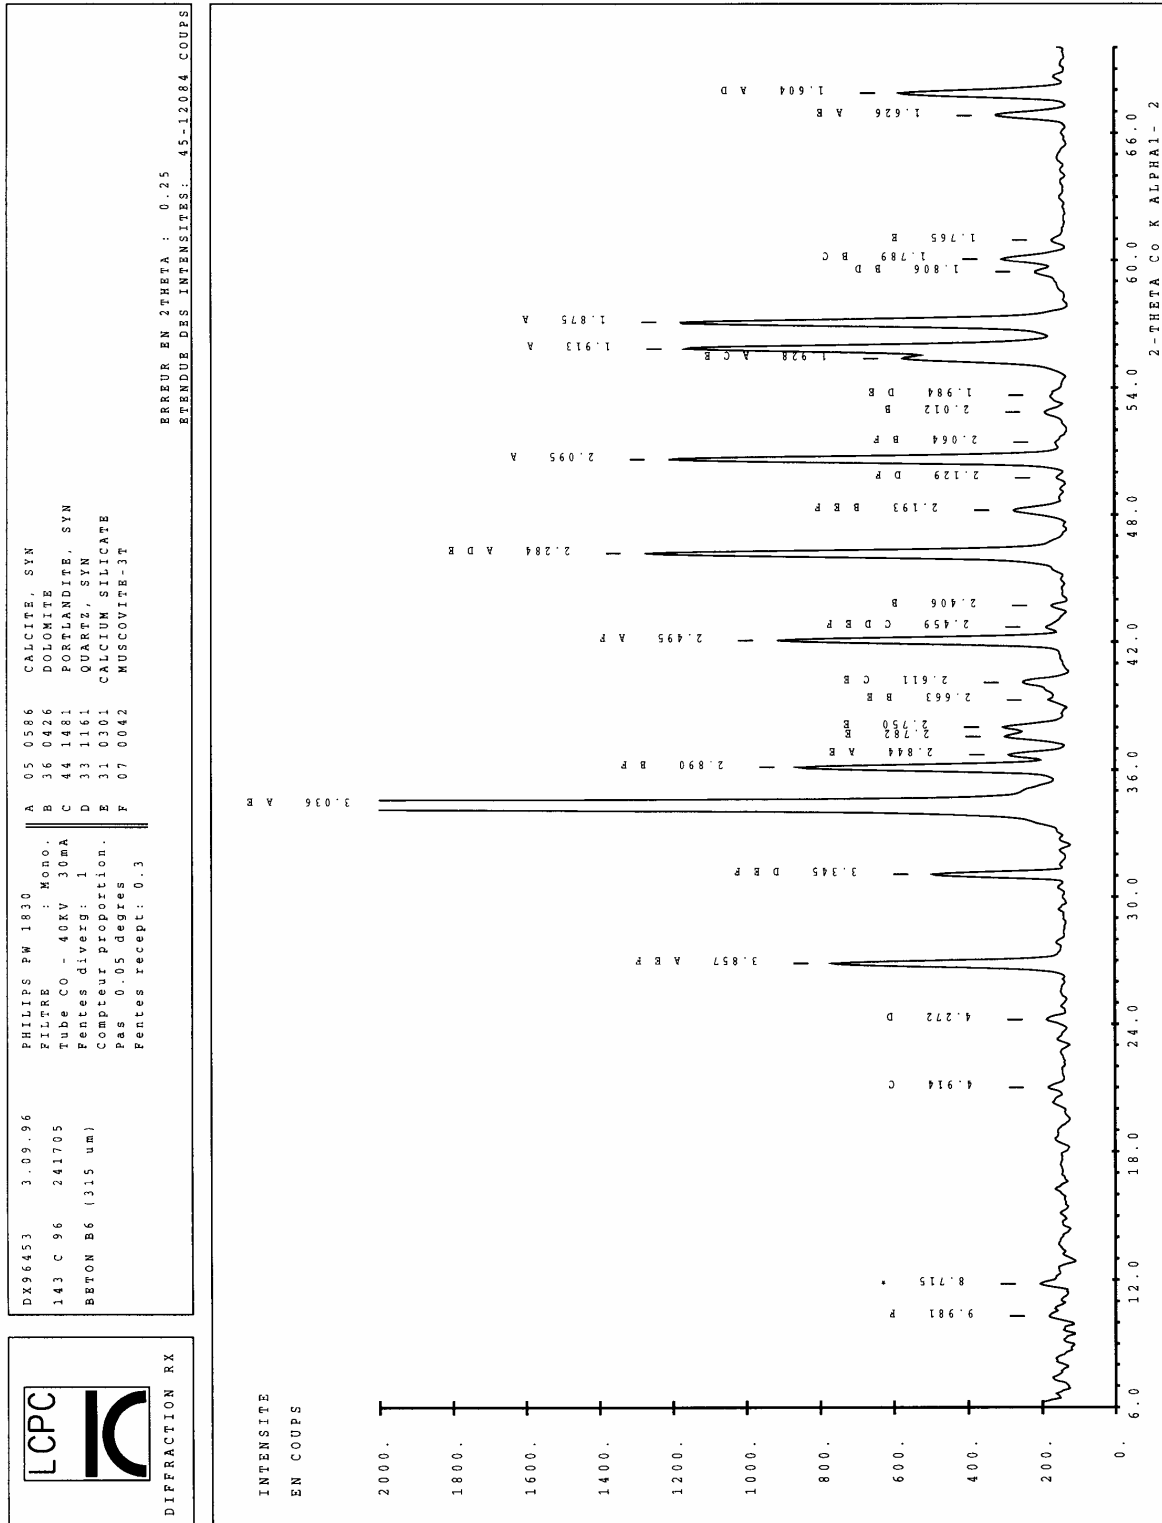 LCPC
DIFFRACTION RX
DX96453 3.09.96
143 C 96 241705
BETON B6 (315 um)
PHILIPS PW 1830
FILTRE : Mono.
Tube CO - 40KV 30mA
Fentes diverg: 1
Compteur proportion.
Pas 0.05 degres
Fentes recept: 0.3
A 05 0586 CALCITE, SYN
B 36 0426 DOLOMITE
C 44 1481 PORTLANDITE, SYN
D 33 1161 QUARTZ, SYN
E 31 0301 CALCIUM SILICATE
F 07 0042 MUSCOVITE-3T
ERREUR EN 2THETA : 0.25
ETENDUE DES INTENSITES: 45-12084 COUPS
INTENSITE
EN COUPS
2000.
1800.
1600.
1400.
1200.
1000.
800.
600.
400.
200.
0.
9.981 F
8.715 *
4.914 C
4.272 D
3.857 A E F
3.345 D E F
3.036 A E
2.890 B F
2.844 A E
2.782 E
2.750 E
2.663 B E
2.611 C E
2.495 A F
2.459 C D E F
2.406 B
2.284 A D E
2.193 B E F
2.129 D F
2.095 A
2.064 B F
2.012 B
1.984 D E
1.928 A C E
1.913 A
1.875 A
1.806 B D
1.789 B C
1.765 E
1.626 A E
1.604 A D
6.0 12.0 18.0 24.0 30.0 36.0 42.0 48.0 54.0 60.0 66.0
2-THETA Co K ALPHA1- 2